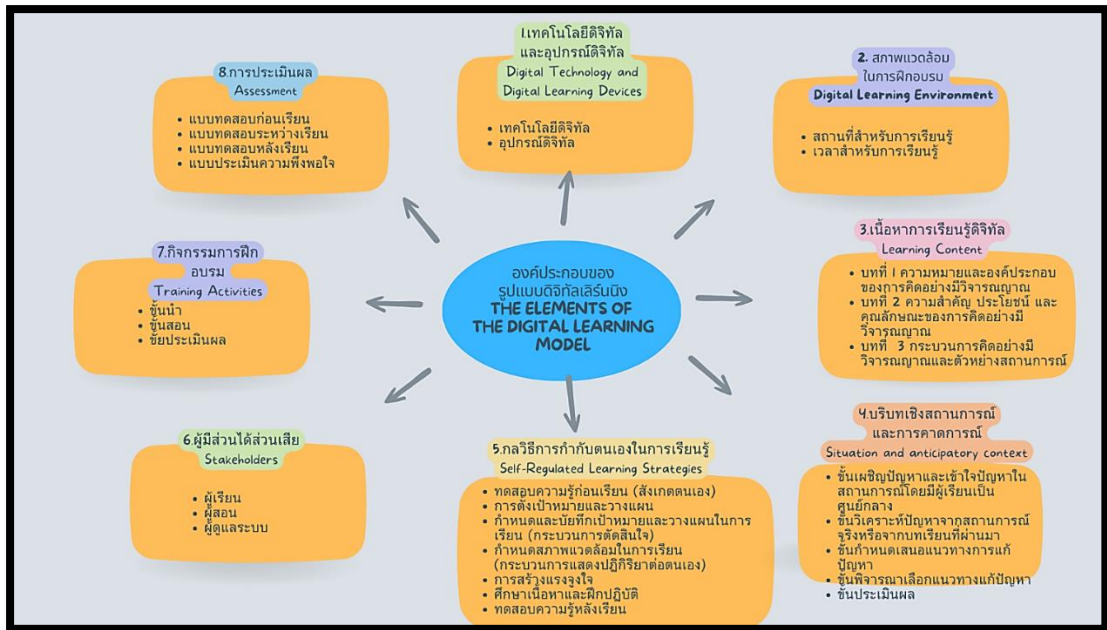 องค์ประกอบของ
รูปแบบดิจิทัลเลิร์นนิง
THE ELEMENTS OF
THE DIGITAL LEARNING
MODEL
1.เทคโนโลยีดิจิทัล
และอุปกรณ์ดิจิทัล
Digital Technology and
Digital Learning Devices
• เทคโนโลยีดิจิทัล
• อุปกรณ์ดิจิทัล
2. สภาพแวดล้อม
ในการฝึกอบรม
Digital Learning Environment
• สถานที่สำหรับการเรียนรู้
• เวลาสำหรับการเรียนรู้
3.เนื้อหาการเรียนรู้ดิจิทัล
Learning Content
• บทที่ 1 ความหมายและองค์ประกอบ
ของการคิดอย่างมีวิจารณญาณ
• บทที่ 2 ความสำคัญ ประโยชน์ และ
คุณลักษณะของการคิดอย่างมี
วิจารณญาณ
• บทที่ 3 กระบวนการคิดอย่างมี
วิจารณญาณและตัวหย่างสถานการณ์
4.บริบทเชิงสถานการณ์
และการคาดการณ์
Situation and anticipatory context
• ขั้นเผชิญปัญหาและเข้าใจปัญหาใน
สถานการณ์โดยมีผู้เรียนเป็น
ศูนย์กลาง
• ขั้นวิเคราะห์ปัญหาจากสถานการณ์
จริงหรือจากบทเรียนที่ผ่านมา
• ขั้นกำหนดเสนอแนวทางการแก้
ปัญหา
• ขั้นพิจารณาเลือกแนวทางแก้ปัญหา
• ขั้นประเมินผล
5.กลวิธีการกำกับตนเองในการเรียนรู้
Self-Regulated Learning Strategies
• ทดสอบความรู้ก่อนเรียน (สังเกตตนเอง)
• การตั้งเป้าหมายและวางแผน
• กำหนดและบัยทึกเป้าหมายและวางแผนในการ
เรียน (กระบวนการตัดสินใจ)
• กำหนดสภาพแวดล้อมในการเรียน
(กระบวนการแสดงปฏิกิริยาต่อตนเอง)
• การสร้างแรงจูงใจ
• ศึกษาเนื้อหาและฝึกปฏิบัติ
• ทดสอบความรู้หลังเรียน
6.ผู้มีส่วนได้ส่วนเสีย
Stakeholders
• ผู้เรียน
• ผู้สอน
• ผู้ดูแลระบบ
7.กิจกรรมการฝึก
อบรม
Training Activities
• ขั้นนำ
• ขั้นสอน
• ขัยประเมินผล
8.การประเมินผล
Assessment
• แบบทดสอบก่อนเรียน
• แบบทดสอบระหว่างเรียน
• แบบทดสอบหลังเรียน
• แบบประเมินความพึงพอใจ